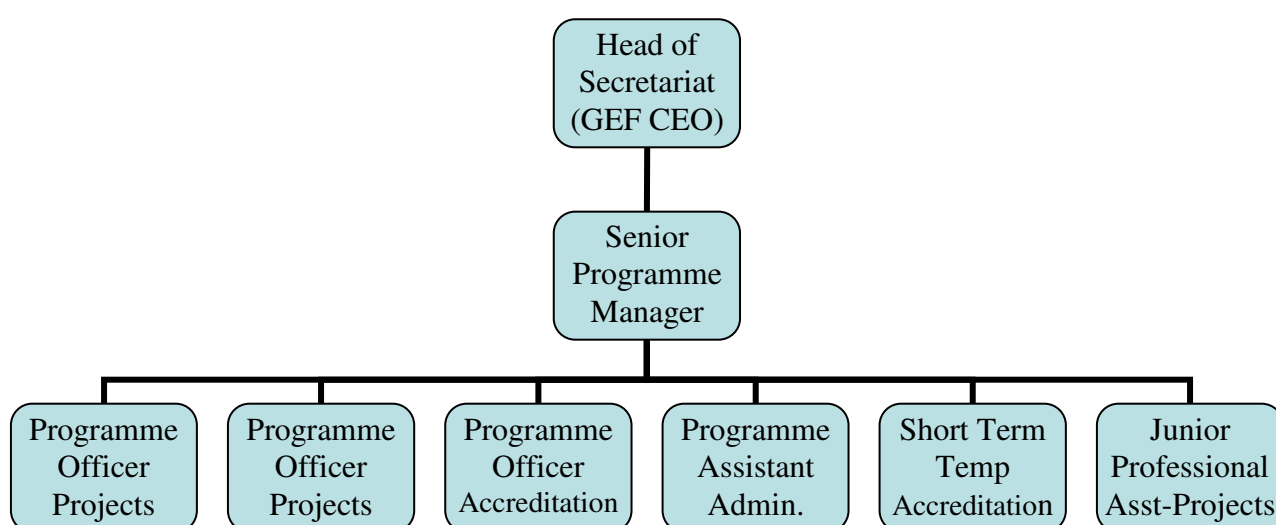 Head of
Secretariat
(GEF CEO)
Senior
Programme
Manager
Programme
Officer
Projects
Programme
Officer
Projects
Programme
Officer
Accreditation
Programme
Assistant
Admin.
Short Term
Temp
Accreditation
Junior
Professional
Asst-Projects